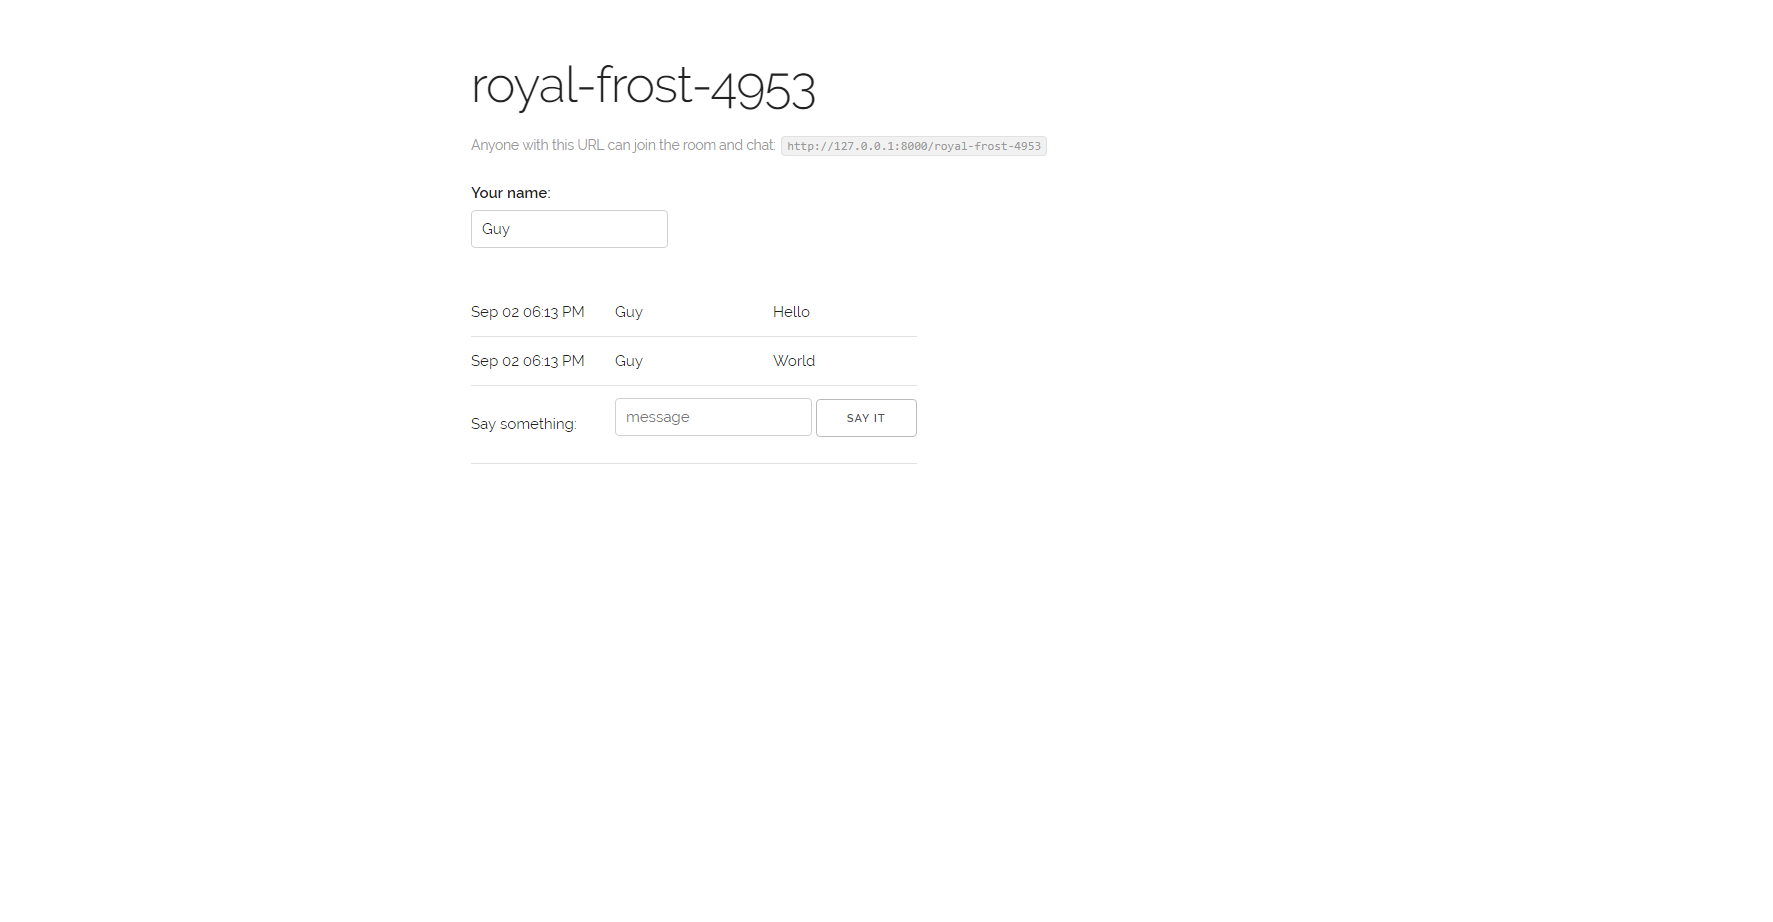 royal-frost-4953
Anyone with this URL can join the room and chat: http://127.0.0.1:8000/royal-frost-4953
Your name:
Guy
Sep 02 06:13 PM Guy Hello
Sep 02 06:13 PM Guy World
Say something: message SAY IT